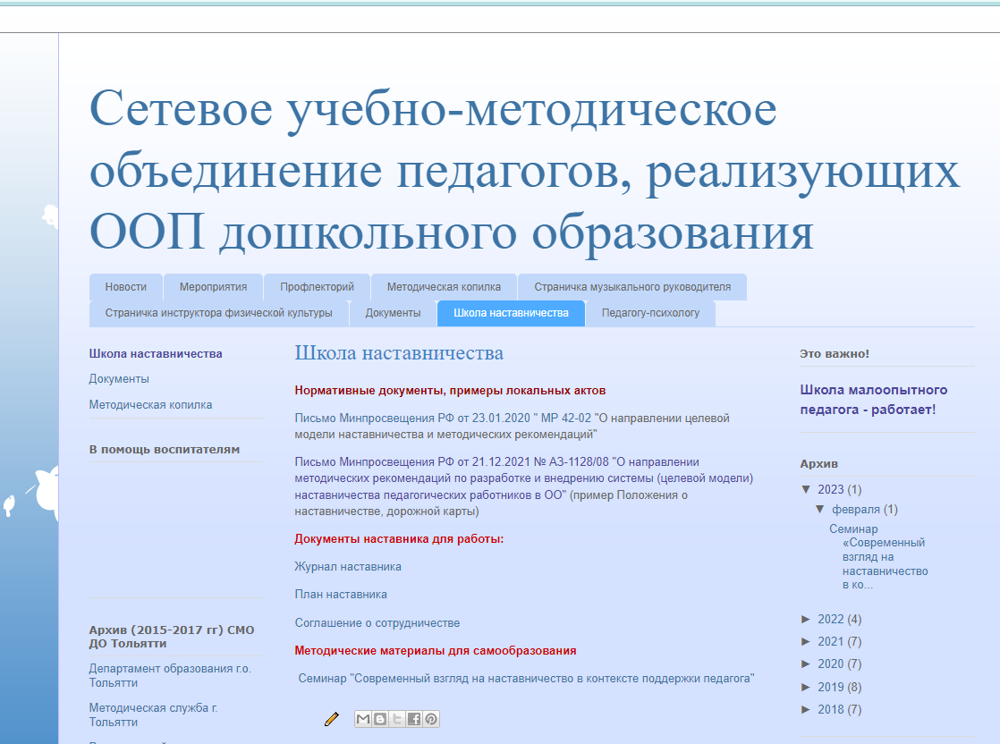 Сетевое учебно-методическое
объединение педагогов, реализующих
ООП дошкольного образования
Новости
Мероприятия
Профлекторий
Методическая копилка
Страничка музыкального руководителя
Страничка инструктора физической культуры
Документы
Школа наставничества
Педагогу-психологу
Школа наставничества
Документы
Методическая копилка
В помощь воспитателям
Архив (2015-2017 гг) СМО
ДО Тольятти
Департамент образования г.о.
Тольятти
Методическая служба г.
Тольятти
Школа наставничества
Нормативные документы, примеры локальных актов
Письмо Минпросвещения РФ от 23.01.2020 " МР 42-02 "О направлении целевой
модели наставничества и методических рекомендаций"
Письмо Минпросвещения РФ от 21.12.2021 № АЗ-1128/08 "О направлении
методических рекомендаций по разработке и внедрению системы (целевой модели)
наставничества педагогических работников в ОО" (пример Положения о
наставничестве, дорожной карты)
Документы наставника для работы:
Журнал наставника
План наставника
Соглашение о сотрудничестве
Методические материалы для самообразования
Семинар "Современный взгляд на наставничество в контексте поддержки педагога"
Это важно!
Школа малоопытного
педагога - работает!
Архив
▼ 2023 (1)
▼ февраля (1)
Семинар
«Современный
взгляд на
наставничество
в ко...
► 2022 (4)
► 2021 (7)
► 2020 (7)
► 2019 (8)
► 2018 (7)